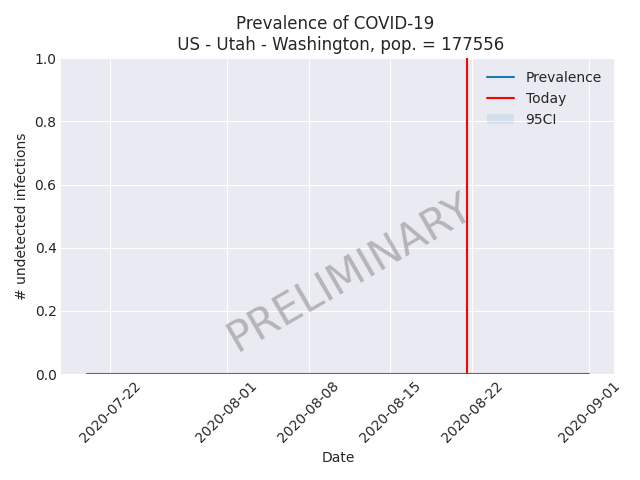 Prevalence of COVID-19
US - Utah - Washington, pop. = 177556
1.0
0.8
0.6
0.4
0.2
0.0
# undetected infections
Prevalence
Today
95CI
PRELIMINARY
2020-07-22
2020-08-01
2020-08-08
2020-08-15
2020-08-22
2020-09-01
Date